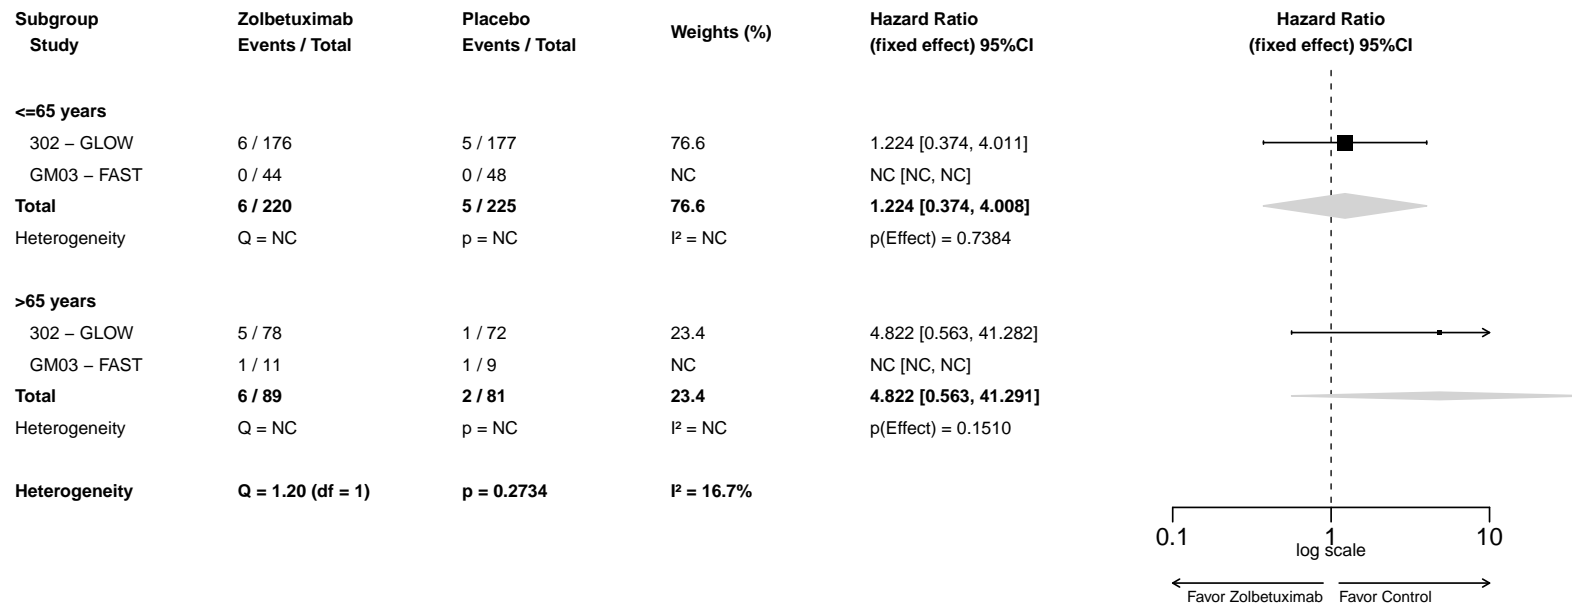 Subgroup Zolbetuximab Placebo Weights (%) Hazard Ratio Hazard Ratio
Study Events / Total Events / Total (fixed effect) 95%CI (fixed effect) 95%CI
<=65 years
302 – GLOW 6 / 176 5 / 177 76.6 1.224 [0.374, 4.011]
GM03 – FAST 0 / 44 0 / 48 NC NC [NC, NC]
Total 6 / 220 5 / 225 76.6 1.224 [0.374, 4.008]
Heterogeneity Q = NC p = NC I² = NC p(Effect) = 0.7384
>65 years
302 – GLOW 5 / 78 1 / 72 23.4 4.822 [0.563, 41.282]
GM03 – FAST 1 / 11 1 / 9 NC NC [NC, NC]
Total 6 / 89 2 / 81 23.4 4.822 [0.563, 41.291]
Heterogeneity Q = NC p = NC I² = NC p(Effect) = 0.1510
Heterogeneity Q = 1.20 (df = 1) p = 0.2734 I² = 16.7%
0.1 1 10
log scale
Favor Zolbetuximab Favor Control